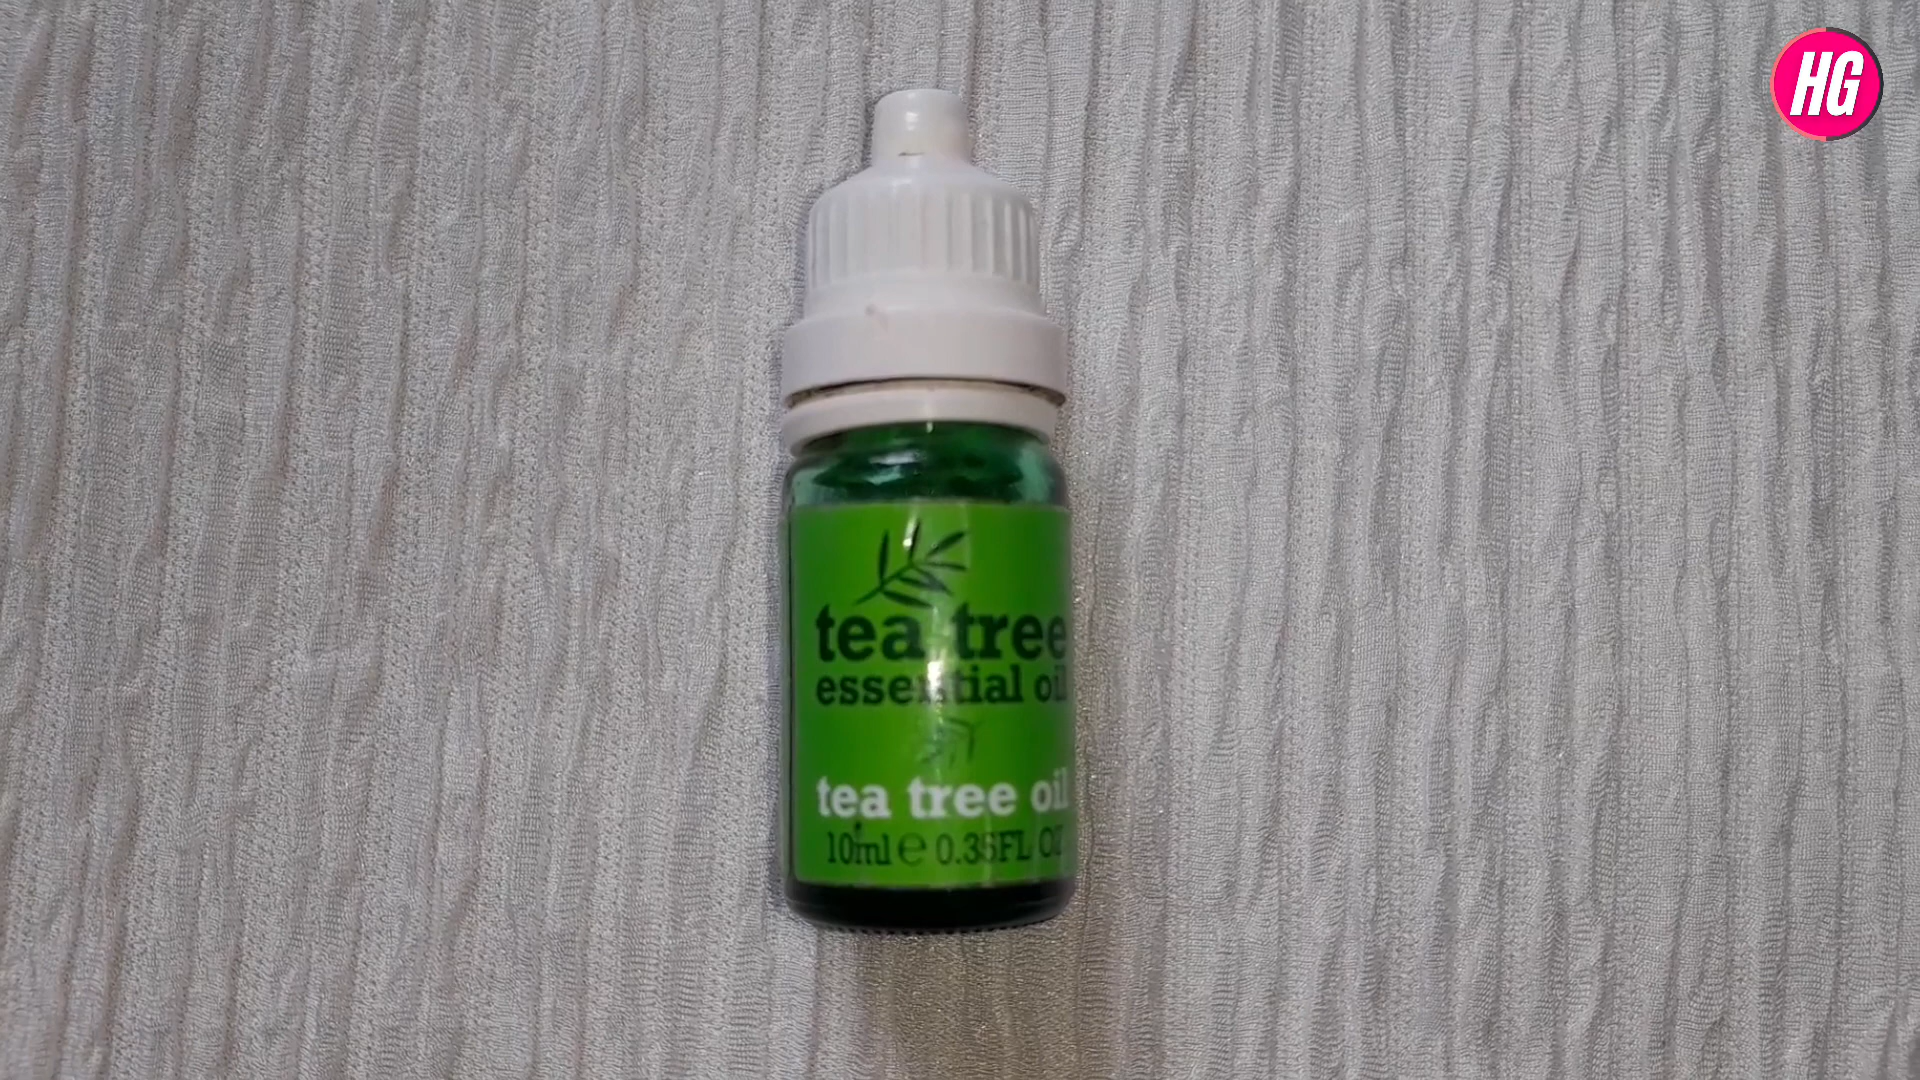 HG
tea tree
essential oil
tea tree oil
10ml e 0.35FL OZ